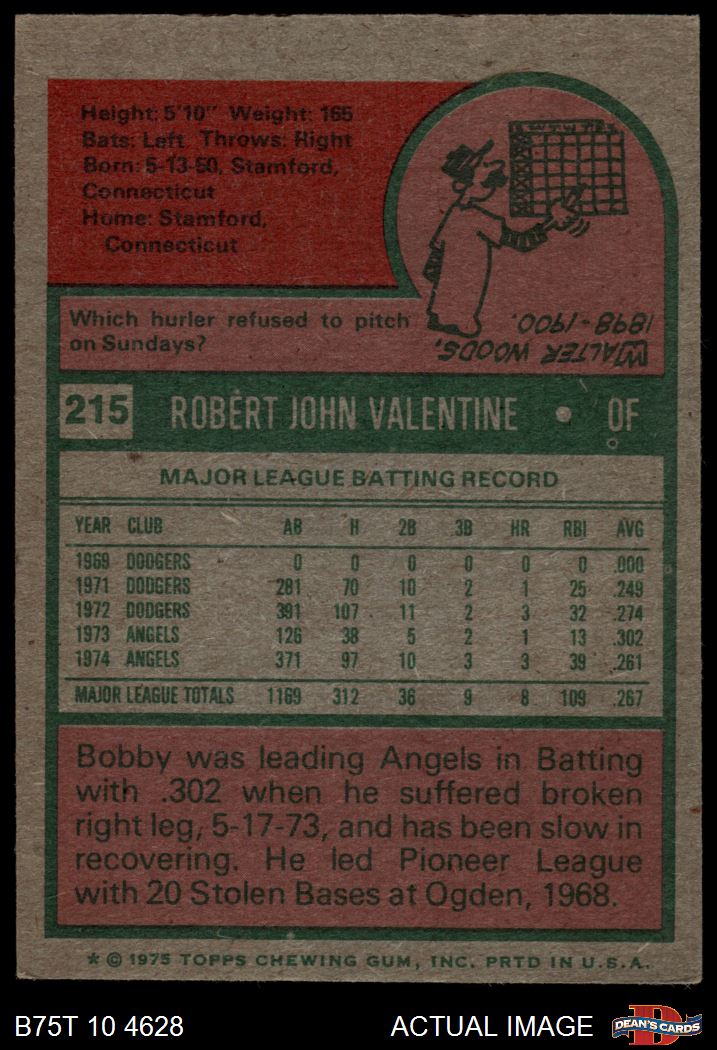 Height: 5'10" Weight: 165
Bats: Left Throws: Right
Born: 5-13-50, Stamford,
Connecticut
Home: Stamford,
Connecticut
S M T W T F S
Which hurler refused to pitch
on Sundays?
WALTER WOODS,
1898-1900.
215 ROBERT JOHN VALENTINE • OF
MAJOR LEAGUE BATTING RECORD
YEAR CLUB AB H 2B 3B HR RBI AVG
1969 DODGERS 0 0 0 0 0 0 .000
1971 DODGERS 281 70 10 2 1 25 .249
1972 DODGERS 391 107 11 2 3 32 .274
1973 ANGELS 126 38 5 2 1 13 .302
1974 ANGELS 371 97 10 3 3 39 .261
MAJOR LEAGUE TOTALS 1169 312 36 9 8 109 .267
Bobby was leading Angels in Batting
with .302 when he suffered broken
right leg, 5-17-73, and has been slow in
recovering. He led Pioneer League
with 20 Stolen Bases at Ogden, 1968.
* © 1975 TOPPS CHEWING GUM, INC. PRTD IN U.S.A.
B75T 10 4628 ACTUAL IMAGE D DEAN'S CARDS